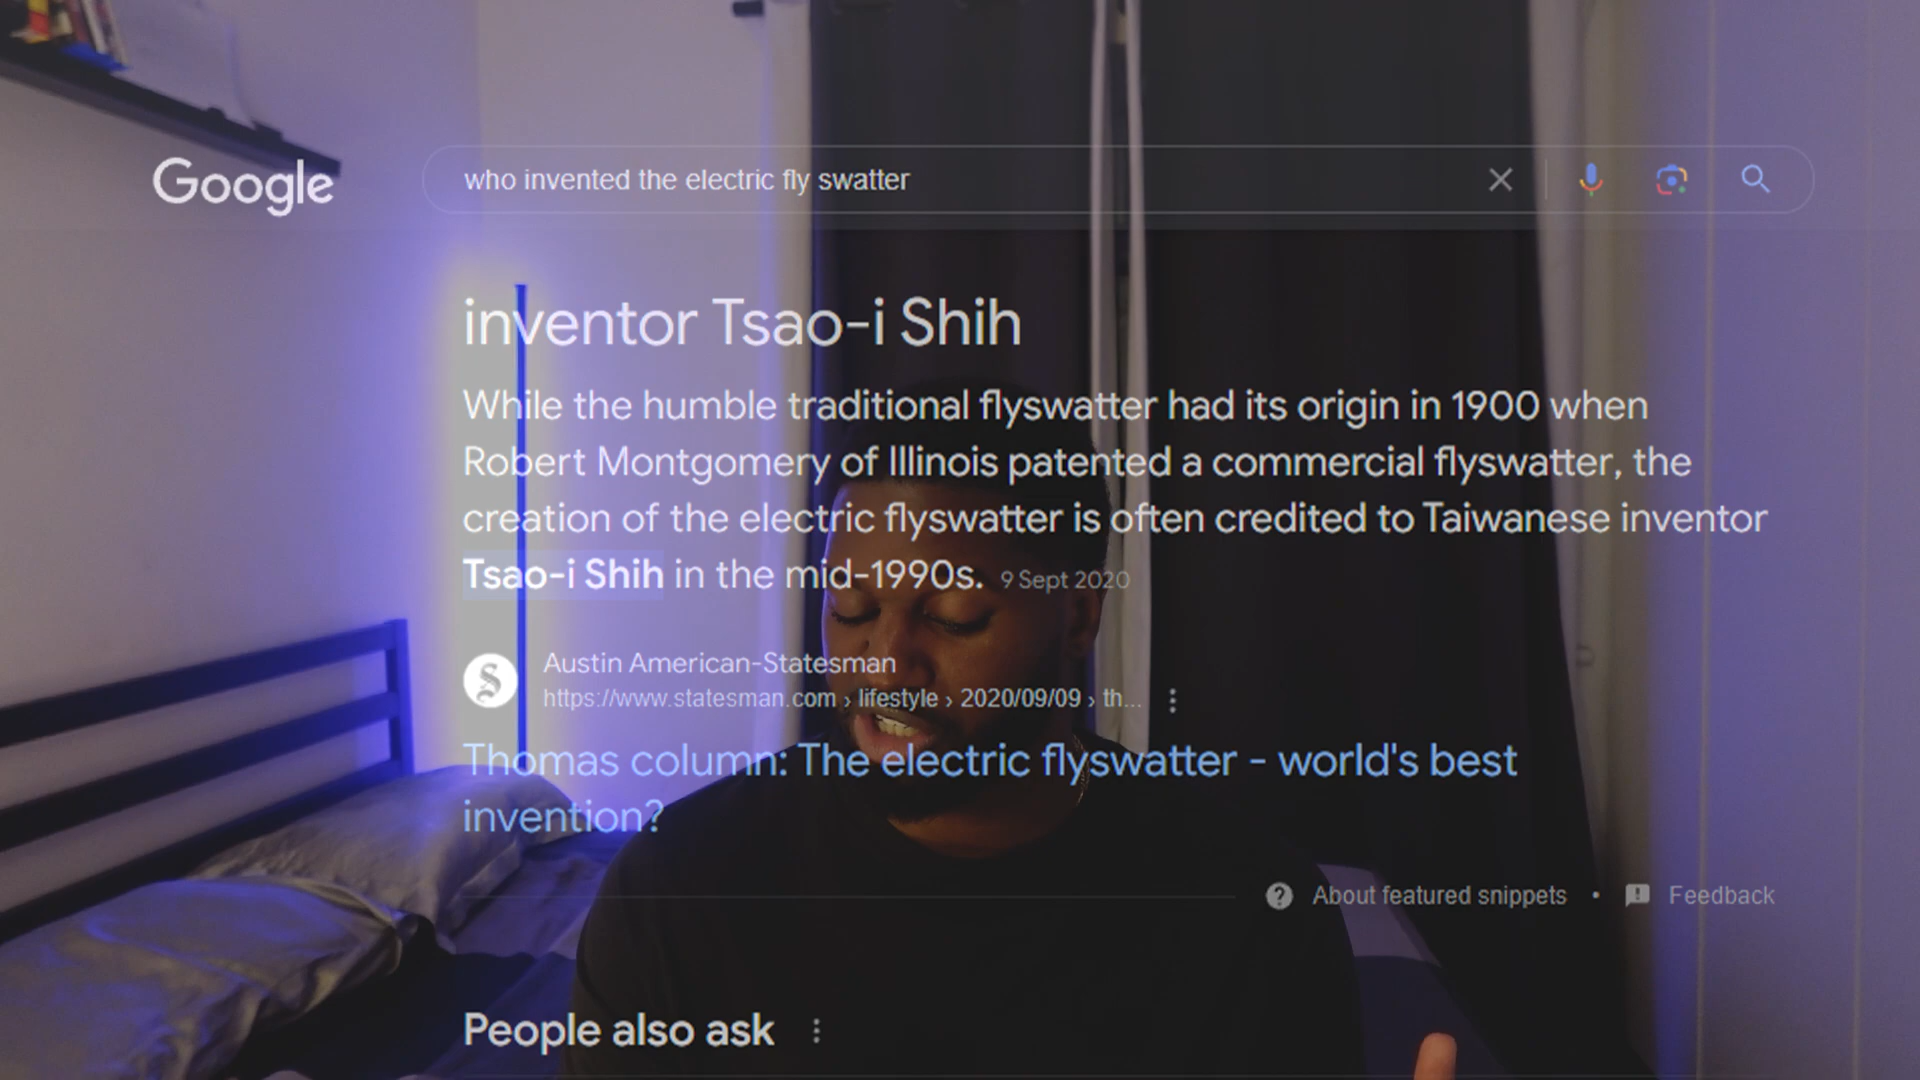 Google
who invented the electric fly swatter
inventor Tsao-i Shih
While the humble traditional flyswatter had its origin in 1900 when
Robert Montgomery of Illinois patented a commercial flyswatter, the
creation of the electric flyswatter is often credited to Taiwanese inventor
Tsao-i Shih in the mid-1990s. 9 Sept 2020
S
Austin American-Statesman
https://www.statesman.com › lifestyle › 2020/09/09 › th...
Thomas column: The electric flyswatter - world's best
invention?
About featured snippets • Feedback
People also ask